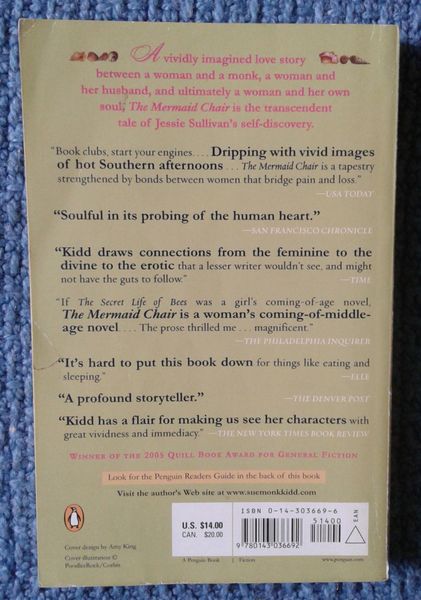 A vividly imagined love story
between a woman and a monk, a woman and
her husband, and ultimately a woman and her own
soul, The Mermaid Chair is the transcendent
tale of Jessie Sullivan's self-discovery.
"Book clubs, start your engines. . . . Dripping with vivid images
of hot Southern afternoons . . . The Mermaid Chair is a tapestry
strengthened by bonds between women that bridge pain and loss."
—USA TODAY
"Soulful in its probing of the human heart."
—SAN FRANCISCO CHRONICLE
"Kidd draws connections from the feminine to the
divine to the erotic that a lesser writer wouldn't see, and might
not have the guts to follow."
—TIME
"If The Secret Life of Bees was a girl's coming-of-age novel,
The Mermaid Chair is a woman's coming-of-middle-
age novel. . . . The prose thrilled me . . . magnificent."
—THE PHILADELPHIA INQUIRER
"It's hard to put this book down for things like eating and
sleeping."
—ELLE
"A profound storyteller."
—THE DENVER POST
"Kidd has a flair for making us see her characters with
great vividness and immediacy."
—THE NEW YORK TIMES BOOK REVIEW
WINNER OF THE 2005 QUILL BOOK AWARD FOR GENERAL FICTION
Look for the Penguin Readers Guide in the back of this book
Visit the author's Web site at www.suemonkkidd.com
U.S. $14.00
CAN. $20.00
ISBN 0-14-303669-6
51400
EAN
9 780143 036692
Cover design by Amy King
Cover illustration ©
PoodlesRock/Corbis
A Penguin Book | Fiction
www.penguin.com